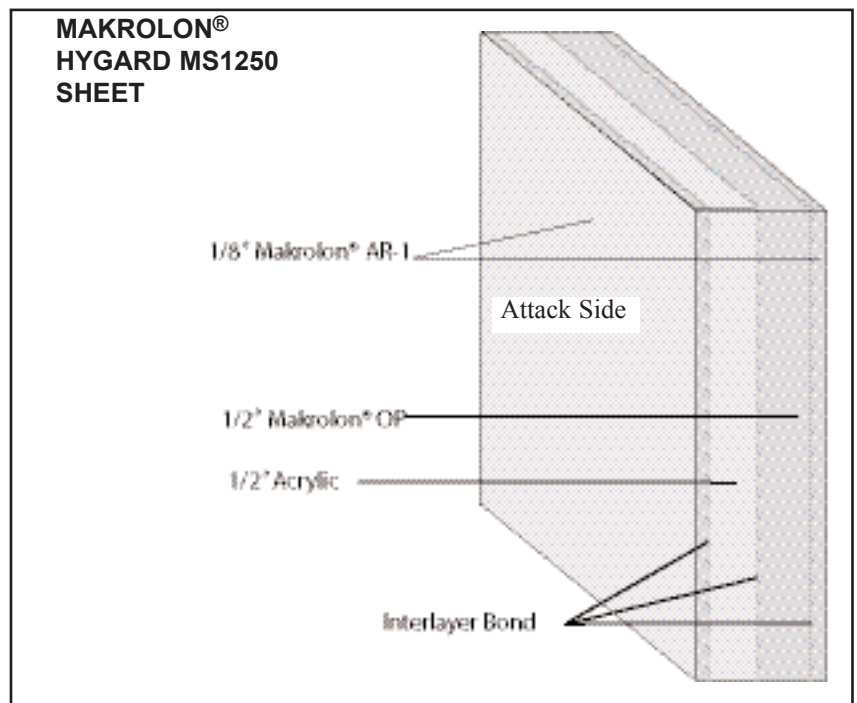 MAKROLON®
HYGARD MS1250
SHEET
1/8" Makrolon® AR-1
Attack Side
1/2" Makrolon® OP
1/2" Acrylic
Interlayer Bond